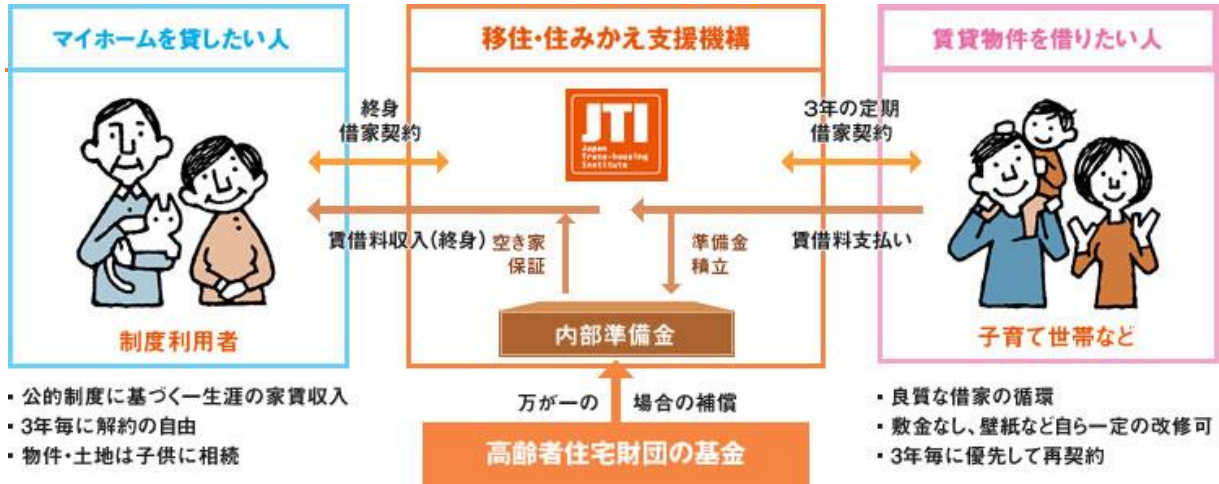 マイホームを貸したい人
移住・住みかえ支援機構
賃貸物件を借りたい人
終身
借家契約
JTI
Japan
Trans-housing
Institute
3年の定期
借家契約
賃借料収入(終身)
空き家
保証
準備金
積立
賃借料支払い
制度利用者
内部準備金
子育て世帯など
・公的制度に基づく一生涯の家賃収入
・3年毎に解約の自由
・物件・土地は子供に相続
万が一の 場合の補償
高齢者住宅財団の基金
・良質な借家の循環
・敷金なし、壁紙など自ら一定の改修可
・3年毎に優先して再契約